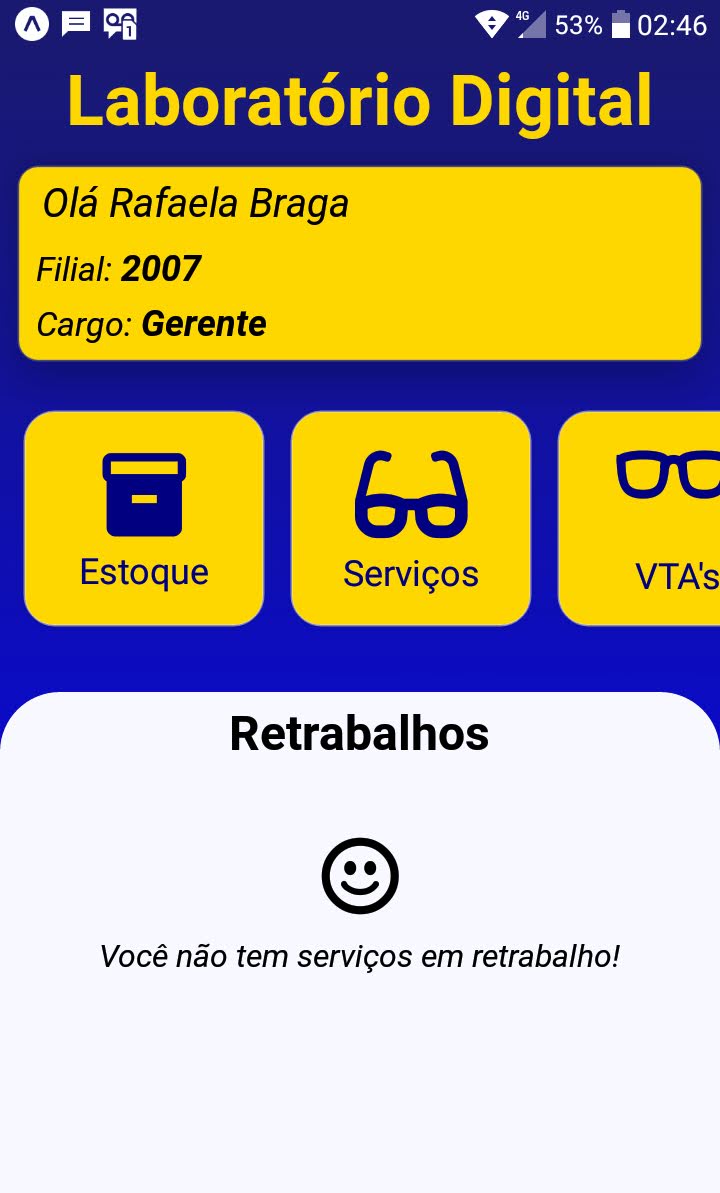 4G 53% 02:46
Laboratório Digital
Olá Rafaela Braga
Filial: 2007
Cargo: Gerente
Estoque Serviços VTA's
Retrabalhos
Você não tem serviços em retrabalho!